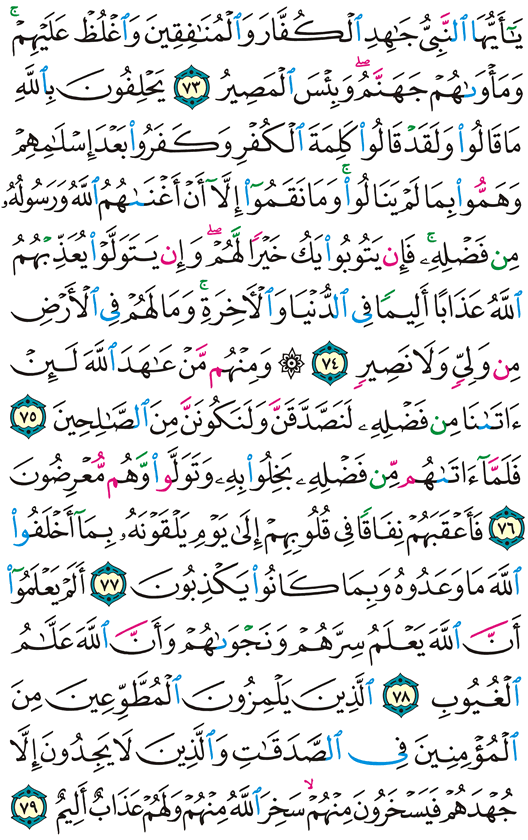 يَٰٓأَيُّهَا ٱلنَّبِيُّ جَٰهِدِ ٱلۡكُفَّارَ وَٱلۡمُنَٰفِقِينَ وَٱغۡلُظۡ عَلَيۡهِمۡۚ
وَمَأۡوَىٰهُمۡ جَهَنَّمُۖ وَبِئۡسَ ٱلۡمَصِيرُ ٧٣ يَحۡلِفُونَ بِٱللَّهِ
مَا قَالُواْ وَلَقَدۡ قَالُواْ كَلِمَةَ ٱلۡكُفۡرِ وَكَفَرُواْ بَعۡدَ إِسۡلَٰمِهِمۡ
وَهَمُّواْ بِمَا لَمۡ يَنَالُواْۚ وَمَا نَقَمُوٓاْ إِلَّآ أَنۡ أَغۡنَىٰهُمُ ٱللَّهُ وَرَسُولُهُۥ
مِن فَضۡلِهِۦۚ فَإِن يَتُوبُواْ يَكُ خَيۡرٗا لَّهُمۡۖ وَإِن يَتَوَلَّوۡاْ يُعَذِّبۡهُمُ
ٱللَّهُ عَذَابًا أَلِيمٗا فِي ٱلدُّنۡيَا وَٱلۡأٓخِرَةِۚ وَمَا لَهُمۡ فِي ٱلۡأَرۡضِ
مِن وَلِيّٖ وَلَا نَصِيرٖ ٧٤ ۞ وَمِنۡهُم مَّنۡ عَٰهَدَ ٱللَّهَ لَئِنۡ
ءَاتَىٰنَا مِن فَضۡلِهِۦ لَنَصَّدَّقَنَّ وَلَنَكُونَنَّ مِنَ ٱلصَّٰلِحِينَ ٧٥
فَلَمَّآ ءَاتَىٰهُم مِّن فَضۡلِهِۦ بَخِلُواْ بِهِۦ وَتَوَلَّواْ وَّهُم مُّعۡرِضُونَ
٧٦ فَأَعۡقَبَهُمۡ نِفَاقٗا فِي قُلُوبِهِمۡ إِلَىٰ يَوۡمِ يَلۡقَوۡنَهُۥ بِمَآ أَخۡلَفُواْ
ٱللَّهَ مَا وَعَدُوهُ وَبِمَا كَانُواْ يَكۡذِبُونَ ٧٧ أَلَمۡ يَعۡلَمُوٓاْ
أَنَّ ٱللَّهَ يَعۡلَمُ سِرَّهُمۡ وَنَجۡوَىٰهُمۡ وَأَنَّ ٱللَّهَ عَلَّٰمُ
ٱلۡغُيُوبِ ٧٨ ٱلَّذِينَ يَلۡمِزُونَ ٱلۡمُطَّوِّعِينَ مِنَ
ٱلۡمُؤۡمِنِينَ فِي ٱلصَّدَقَٰتِ وَٱلَّذِينَ لَا يَجِدُونَ إِلَّا
جُهۡدَهُمۡ فَيَسۡخَرُونَ مِنۡهُمۡۙ سَخِرَ ٱللَّهُ مِنۡهُمۡ وَلَهُمۡ عَذَابٌ أَلِيمٌ ٧٩